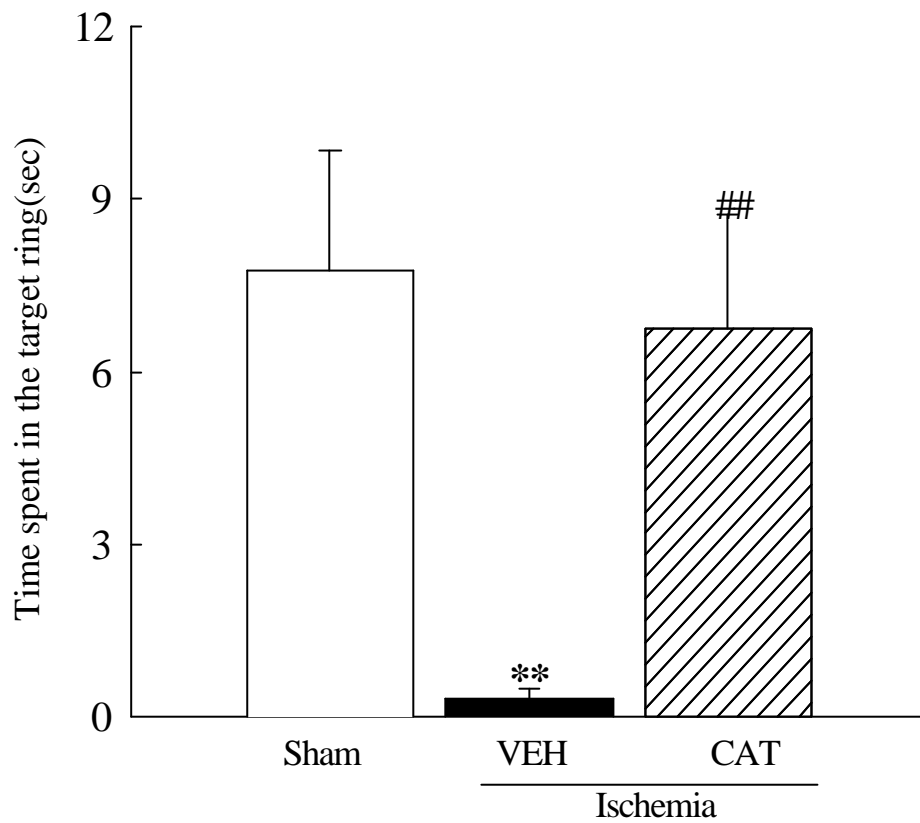 Time spent in the target ring(sec)
12
9
6
3
0
##
**
Sham VEH CAT
Ischemia